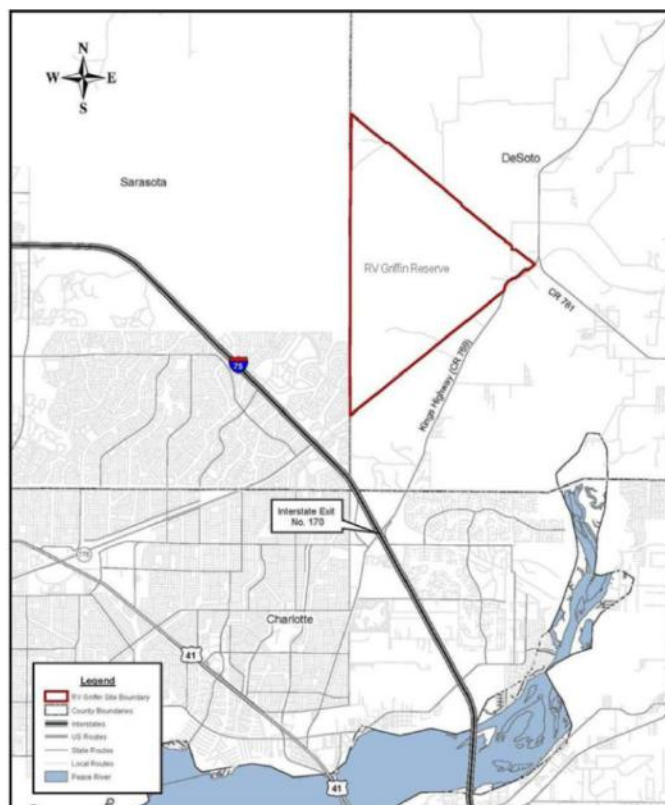 N
W E
S
DeSoto
Sarasota
RV Griffin Reserve
CR 761
75
Kings Highway (CR 769)
Interstate Exit
No. 170
Charlotte
41
Legend
RV Griffin Site Boundary
County Boundaries
Interstates
US Routes
State Routes
Local Routes
Peace River
41